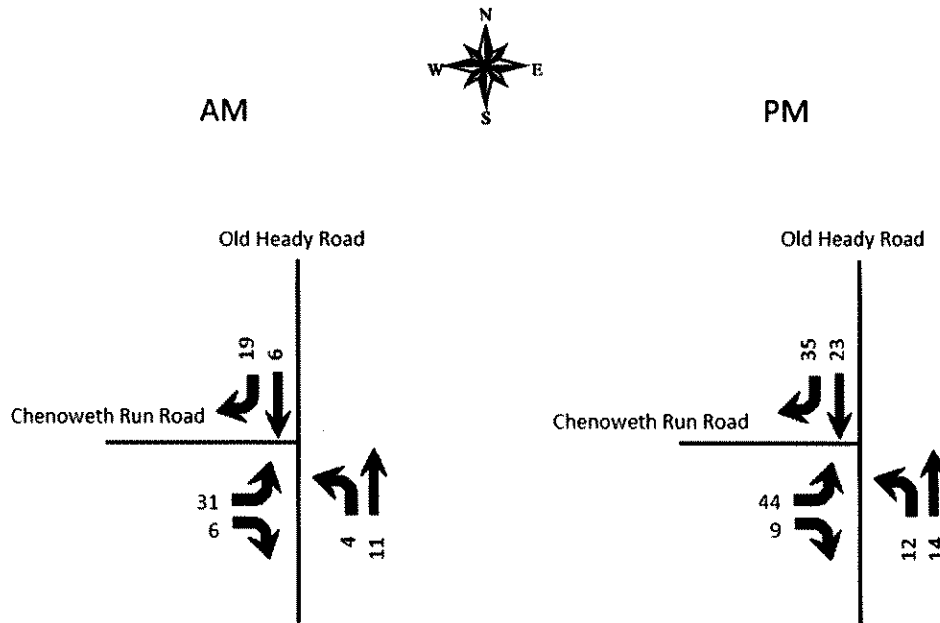 N
W E
S
AM PM
Old Heady Road Old Heady Road
19 6 35 23
Chenoweth Run Road Chenoweth Run Road
31 44
6 9
4 11 12 14